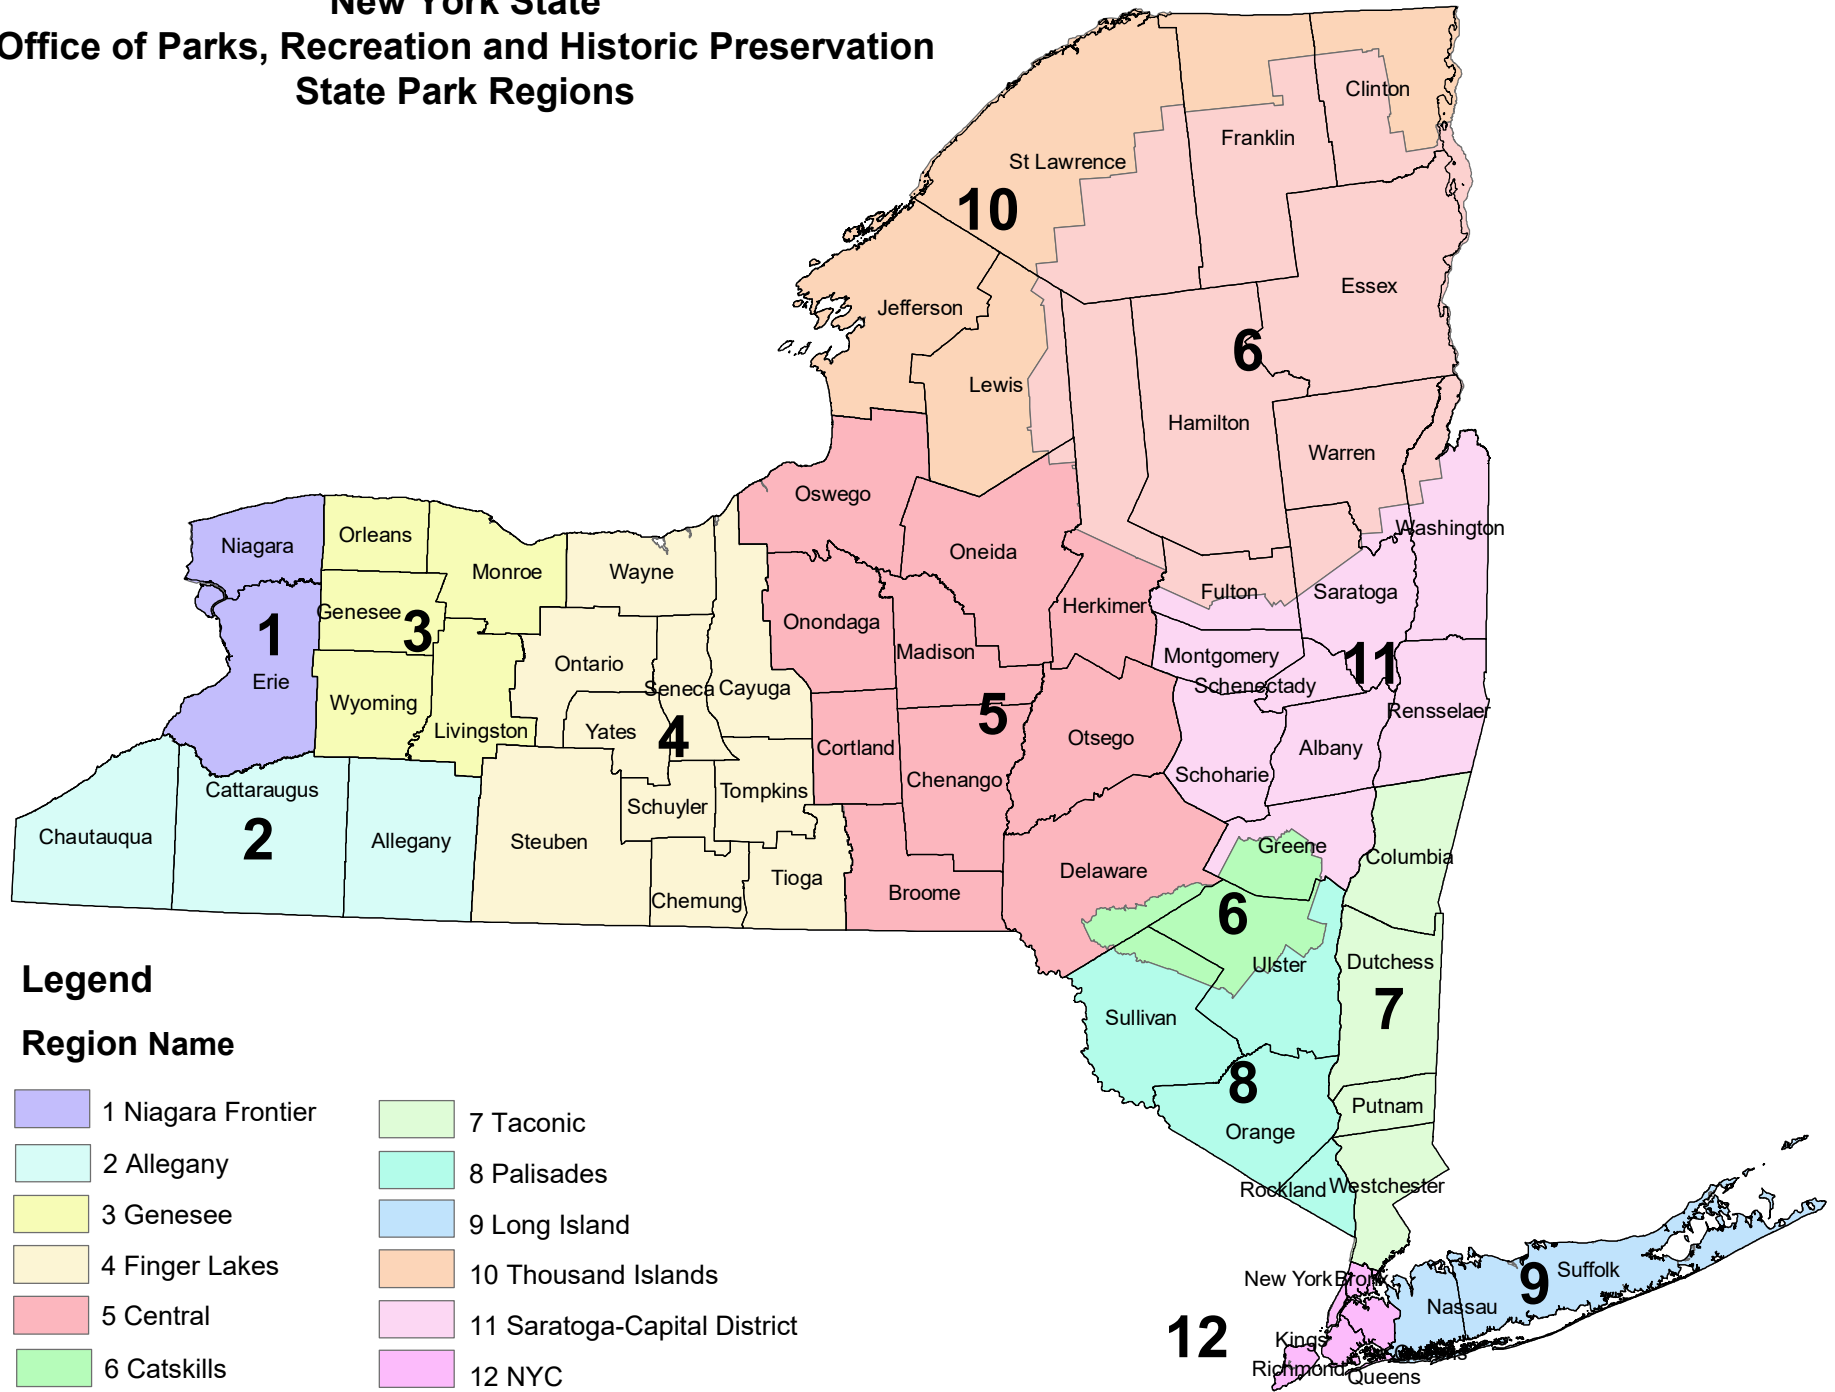 New York State
Office of Parks, Recreation and Historic Preservation
State Park Regions
Clinton
Franklin
St Lawrence
10
Essex
Jefferson
6
Lewis
Hamilton
Warren
Oswego
Washington
Niagara
Orleans
Oneida
Monroe
Wayne
Fulton
Saratoga
Herkimer
Genesee
3
1
Onondaga
Madison
Montgomery
11
Ontario
Erie
Seneca
Cayuga
Schenectady
Wyoming
Rensselaer
5
Livingston
Yates
4
Otsego
Cortland
Albany
Schoharie
Chenango
Cattaraugus
Tompkins
Schuyler
Chautauqua
2
Allegany
Steuben
Greene
Columbia
Delaware
Tioga
Broome
Chemung
6
Ulster
Dutchess
7
Sullivan
8
Putnam
Orange
Rockland
Westchester
New York
Bronx
Suffolk
9
Nassau
12
Kings
Richmond
Queens
Legend
Region Name
1 Niagara Frontier
2 Allegany
3 Genesee
4 Finger Lakes
5 Central
6 Catskills
7 Taconic
8 Palisades
9 Long Island
10 Thousand Islands
11 Saratoga-Capital District
12 NYC